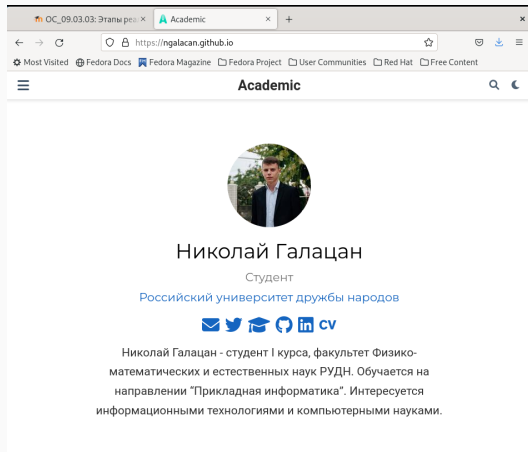 ОС_09.03.03: Этапы реа
Academic
https://ngalacan.github.io
Most Visited Fedora Docs Fedora Magazine Fedora Project User Communities Red Hat Free Content
Academic
Николай Галацан
Студент
Российский университет дружбы народов
CV
Николай Галацан - студент I курса, факультет Физико-
математических и естественных наук РУДН. Обучается на
направлении “Прикладная информатика”. Интересуется
информационными технологиями и компьютерными науками.